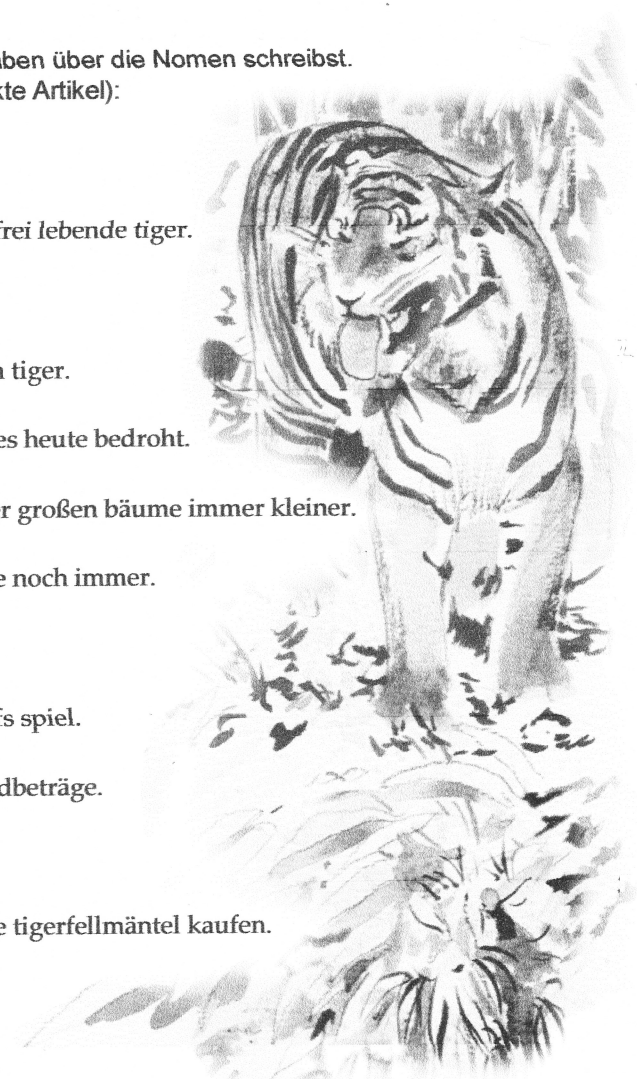 ben über die Nomen schreibst.
kte Artikel):
frei lebende tiger.
tiger.
es heute bedroht.
r großen bäume immer kleiner.
e noch immer.
fs spiel.
dbeträge.
e tigerfellmäntel kaufen.